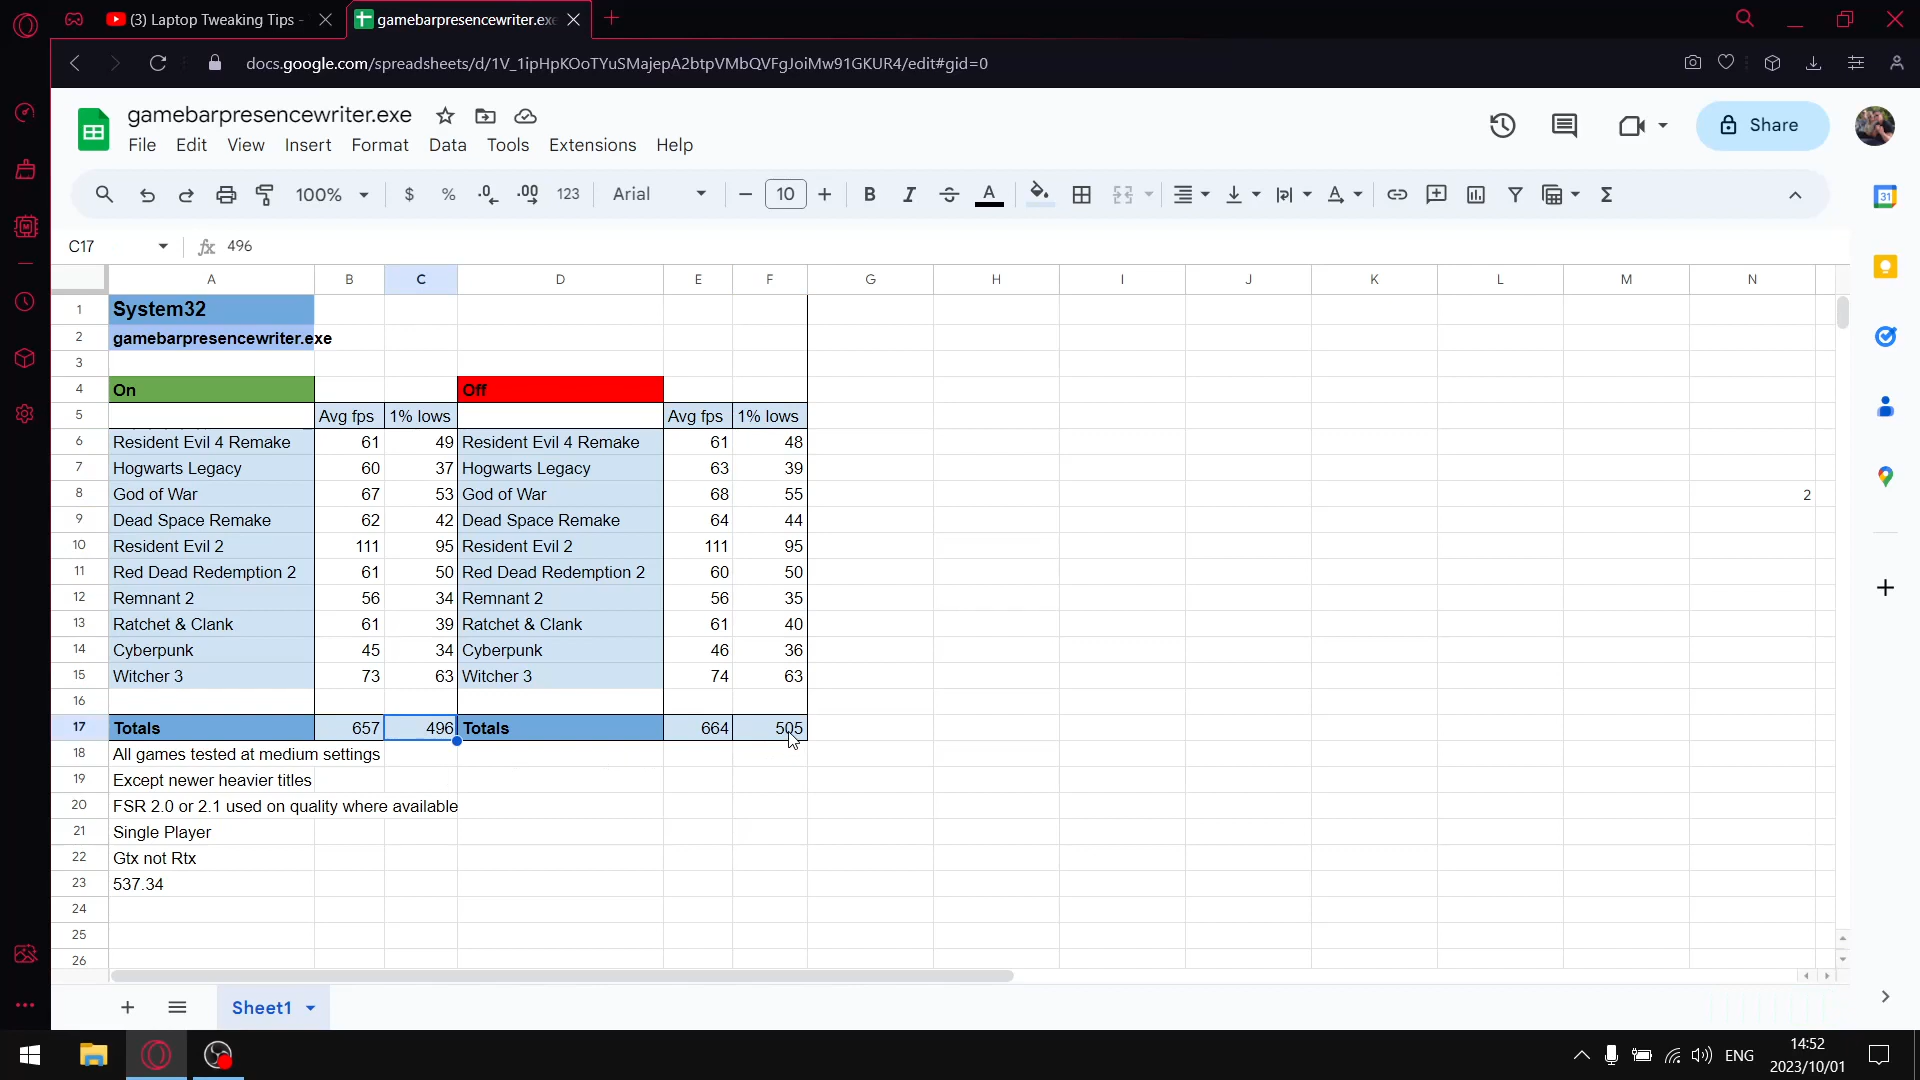 (3) Laptop Tweaking Tips -
gamebarpresencewriter.exe
docs.google.com/spreadsheets/d/1V_1ipHpKOoTYuSMajepA2btpVMbQVFgJoiMw91GKUR4/edit#gid=0
gamebarpresencewriter.exe
File Edit View Insert Format Data Tools Extensions Help
Share
100% $ % .0 .00 123 Arial 10 B I S A
C17 fx 496
A B C D E F G H I J K L M N
1 System32
2 gamebarpresencewriter.exe
3
4 On Off
5 Avg fps 1% lows Avg fps 1% lows
6 Resident Evil 4 Remake 61 49 Resident Evil 4 Remake 61 48
7 Hogwarts Legacy 60 37 Hogwarts Legacy 63 39
8 God of War 67 53 God of War 68 55 2
9 Dead Space Remake 62 42 Dead Space Remake 64 44
10 Resident Evil 2 111 95 Resident Evil 2 111 95
11 Red Dead Redemption 2 61 50 Red Dead Redemption 2 60 50
12 Remnant 2 56 34 Remnant 2 56 35
13 Ratchet & Clank 61 39 Ratchet & Clank 61 40
14 Cyberpunk 45 34 Cyberpunk 46 36
15 Witcher 3 73 63 Witcher 3 74 63
16
17 Totals 657 496 Totals 664 505
18 All games tested at medium settings
19 Except newer heavier titles
20 FSR 2.0 or 2.1 used on quality where available
21 Single Player
22 Gtx not Rtx
23 537.34
24
25
26
Sheet1
31
ENG
14:52
2023/10/01